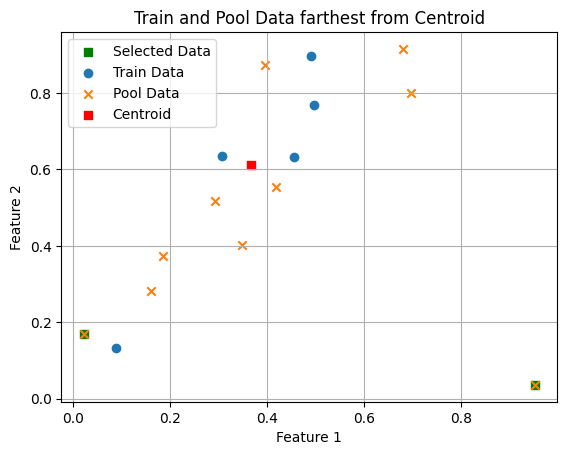 Train and Pool Data farthest from Centroid
Selected Data
Train Data
Pool Data
Centroid
Feature 2
0.8
0.6
0.4
0.2
0.0
0.0 0.2 0.4 0.6 0.8
Feature 1